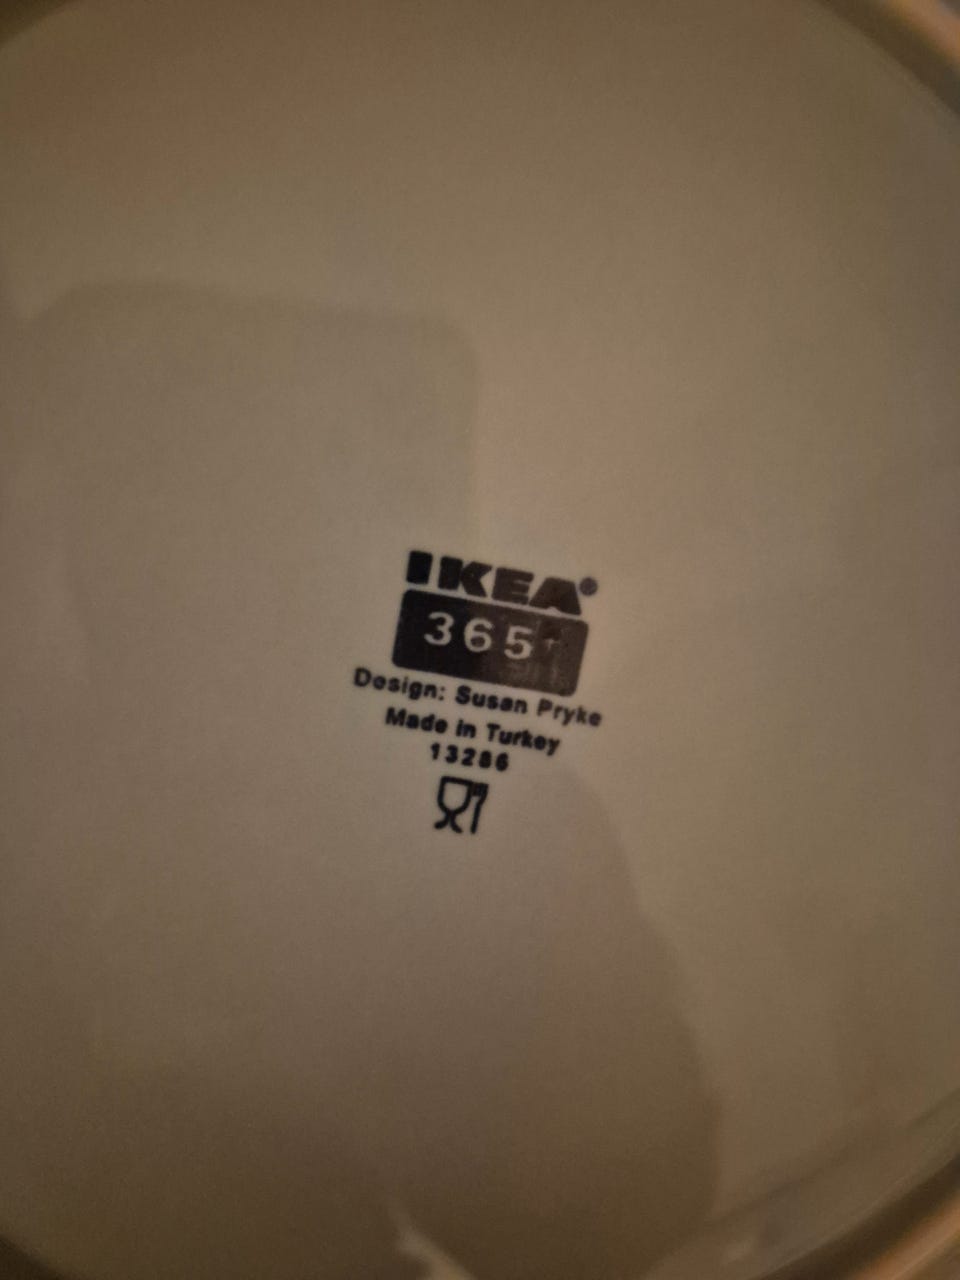 IKEA®
365+
Design: Susan Pryke
Made in Turkey
13286